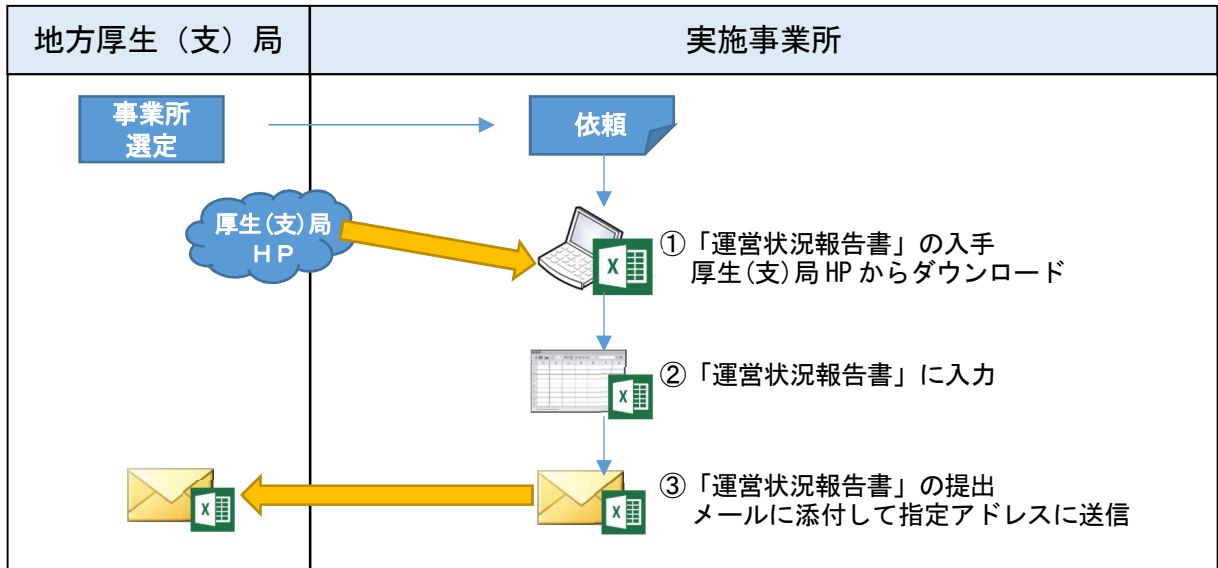 地方厚生（支）局
実施事業所
事業所
選定
依頼
厚生(支)局
ＨＰ
①「運営状況報告書」の入手
厚生(支)局 HP からダウンロード
②「運営状況報告書」に入力
③「運営状況報告書」の提出
メールに添付して指定アドレスに送信
X
X
X
X